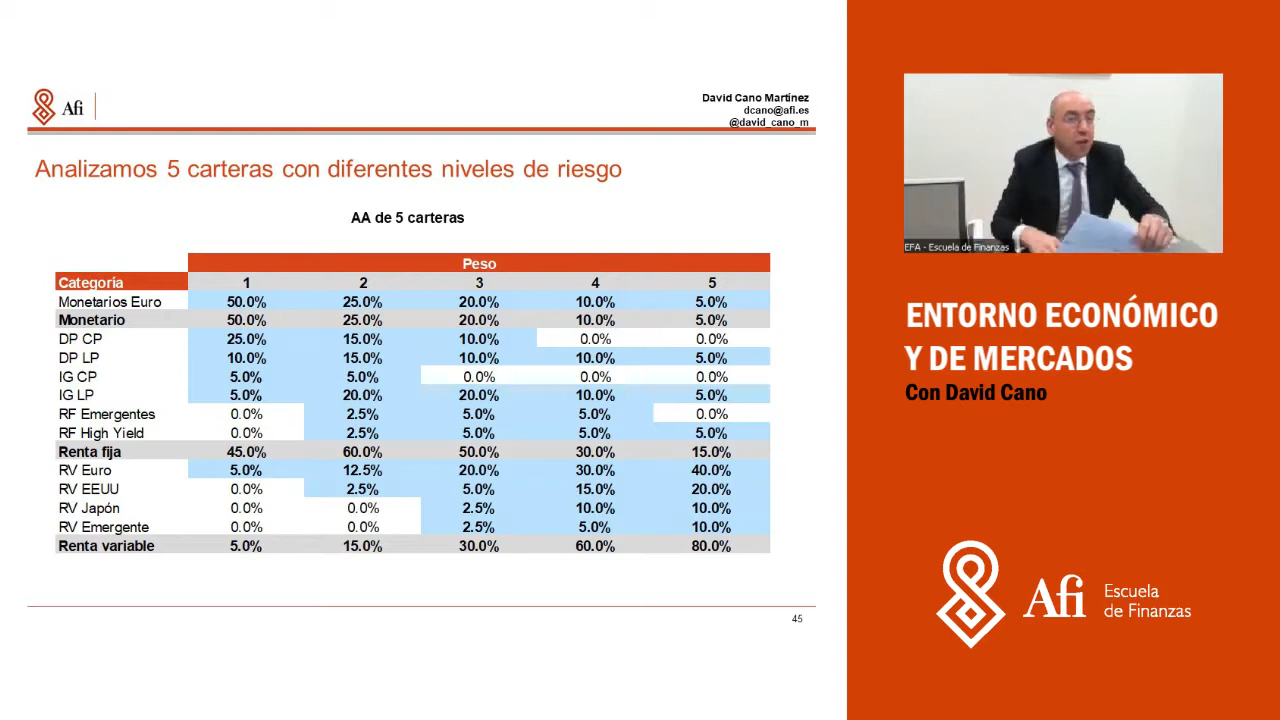 Afi
David Cano Martínez
dcano@afi.es
@david_cano_m
Analizamos 5 carteras con diferentes niveles de riesgo
AA de 5 carteras
Peso
Categoría 1 2 3 4 5
Monetarios Euro 50.0% 25.0% 20.0% 10.0% 5.0%
Monetario 50.0% 25.0% 20.0% 10.0% 5.0%
DP CP 25.0% 15.0% 10.0% 0.0% 0.0%
DP LP 10.0% 15.0% 10.0% 10.0% 5.0%
IG CP 5.0% 5.0% 0.0% 0.0% 0.0%
IG LP 5.0% 20.0% 20.0% 10.0% 5.0%
RF Emergentes 0.0% 2.5% 5.0% 5.0% 0.0%
RF High Yield 0.0% 2.5% 5.0% 5.0% 5.0%
Renta fija 45.0% 60.0% 50.0% 30.0% 15.0%
RV Euro 5.0% 12.5% 20.0% 30.0% 40.0%
RV EEUU 0.0% 2.5% 5.0% 15.0% 20.0%
RV Japón 0.0% 0.0% 2.5% 10.0% 10.0%
RV Emergente 0.0% 0.0% 2.5% 5.0% 10.0%
Renta variable 5.0% 15.0% 30.0% 60.0% 80.0%
45
EFA - Escuela de Finanzas
ENTORNO ECONÓMICO
Y DE MERCADOS
Con David Cano
Afi
Escuela
de Finanzas